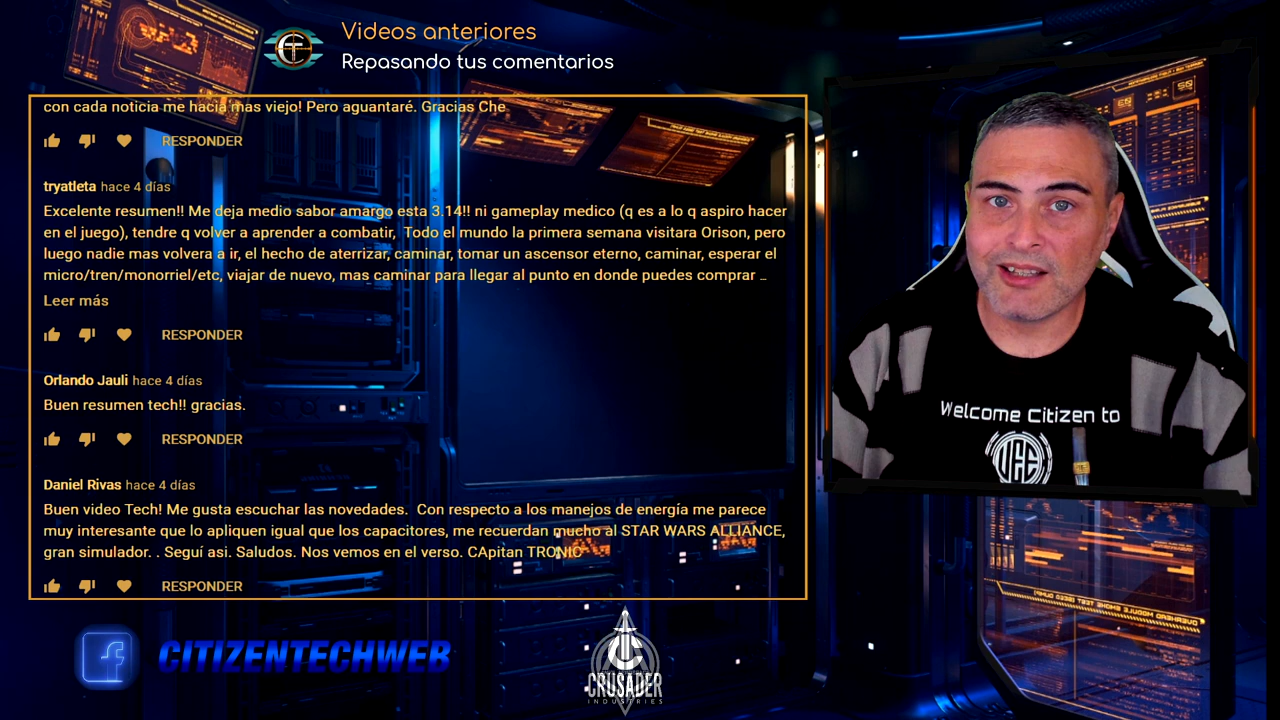 Videos anteriores
Repasando tus comentarios
con cada noticia me hacia mas viejo! Pero aguantaré. Gracias Che
RESPONDER
tryatleta hace 4 días
Excelente resumen!! Me deja medio sabor amargo esta 3.14!! ni gameplay medico (q es a lo q aspiro hacer
en el juego), tendre q volver a aprender a combatir, Todo el mundo la primera semana visitara Orison, pero
luego nadie mas volvera a ir, el hecho de aterrizar, caminar, tomar un ascensor eterno, caminar, esperar el
micro/tren/monorriel/etc, viajar de nuevo, mas caminar para llegar al punto en donde puedes comprar ...
Leer más
RESPONDER
Orlando Jauli hace 4 días
Buen resumen tech!! gracias.
RESPONDER
Daniel Rivas hace 4 días
Buen video Tech! Me gusta escuchar las novedades. Con respecto a los manejos de energía me parece
muy interesante que lo apliquen igual que los capacitores, me recuerdan mucho al STAR WARS ALLIANCE,
gran simulador. . Seguí asi. Saludos. Nos vemos en el verso. CApitan TRONIC
RESPONDER
Welcome Citizen to
UEE
CITIZENTECHWEB
CRUSADER
INDUSTRIES